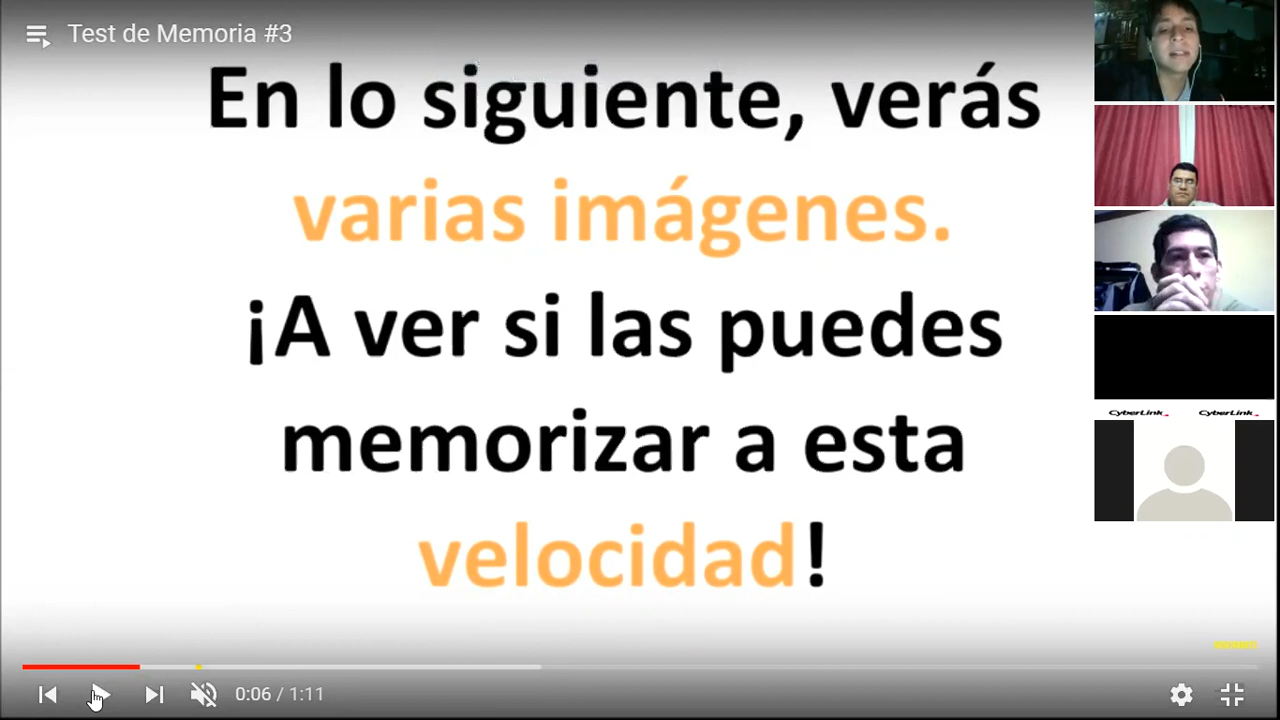 Test de Memoria #3
En lo siguiente, verás
varias imágenes.
¡A ver si las puedes
memorizar a esta
velocidad!
CyberLink
CyberLink
0:06 / 1:11